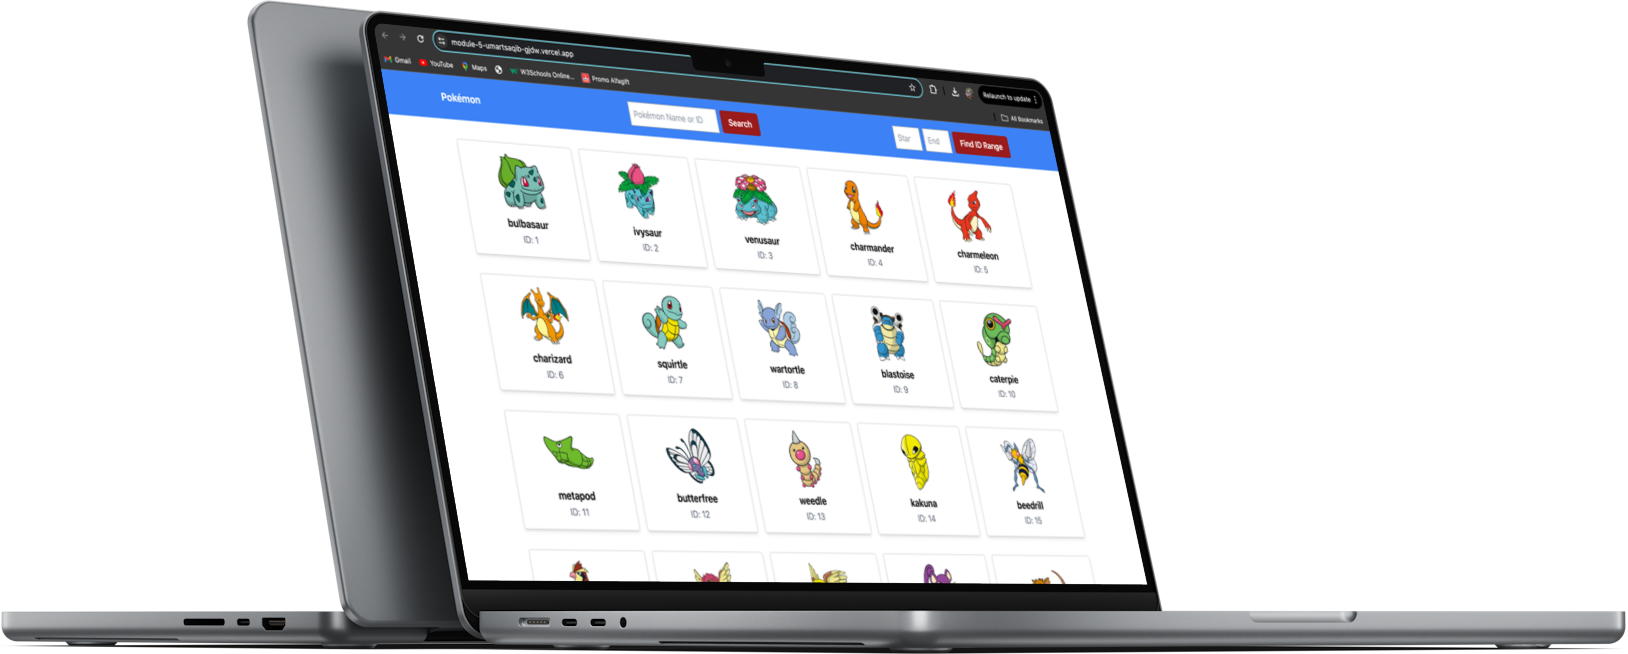 module-5-umartsaqib-gjdw.vercel.app
Relaunch to update
Gmail YouTube Maps W3Schools Online... Promo Alfagift
All Bookmarks
Pokémon
Pokémon Name or ID Search
Star End Find ID Range
bulbasaur
ID: 1
ivysaur
ID: 2
venusaur
ID: 3
charmander
ID: 4
charmeleon
ID: 5
charizard
ID: 6
squirtle
ID: 7
wartortle
ID: 8
blastoise
ID: 9
caterpie
ID: 10
metapod
ID: 11
butterfree
ID: 12
weedle
ID: 13
kakuna
ID: 14
beedrill
ID: 15